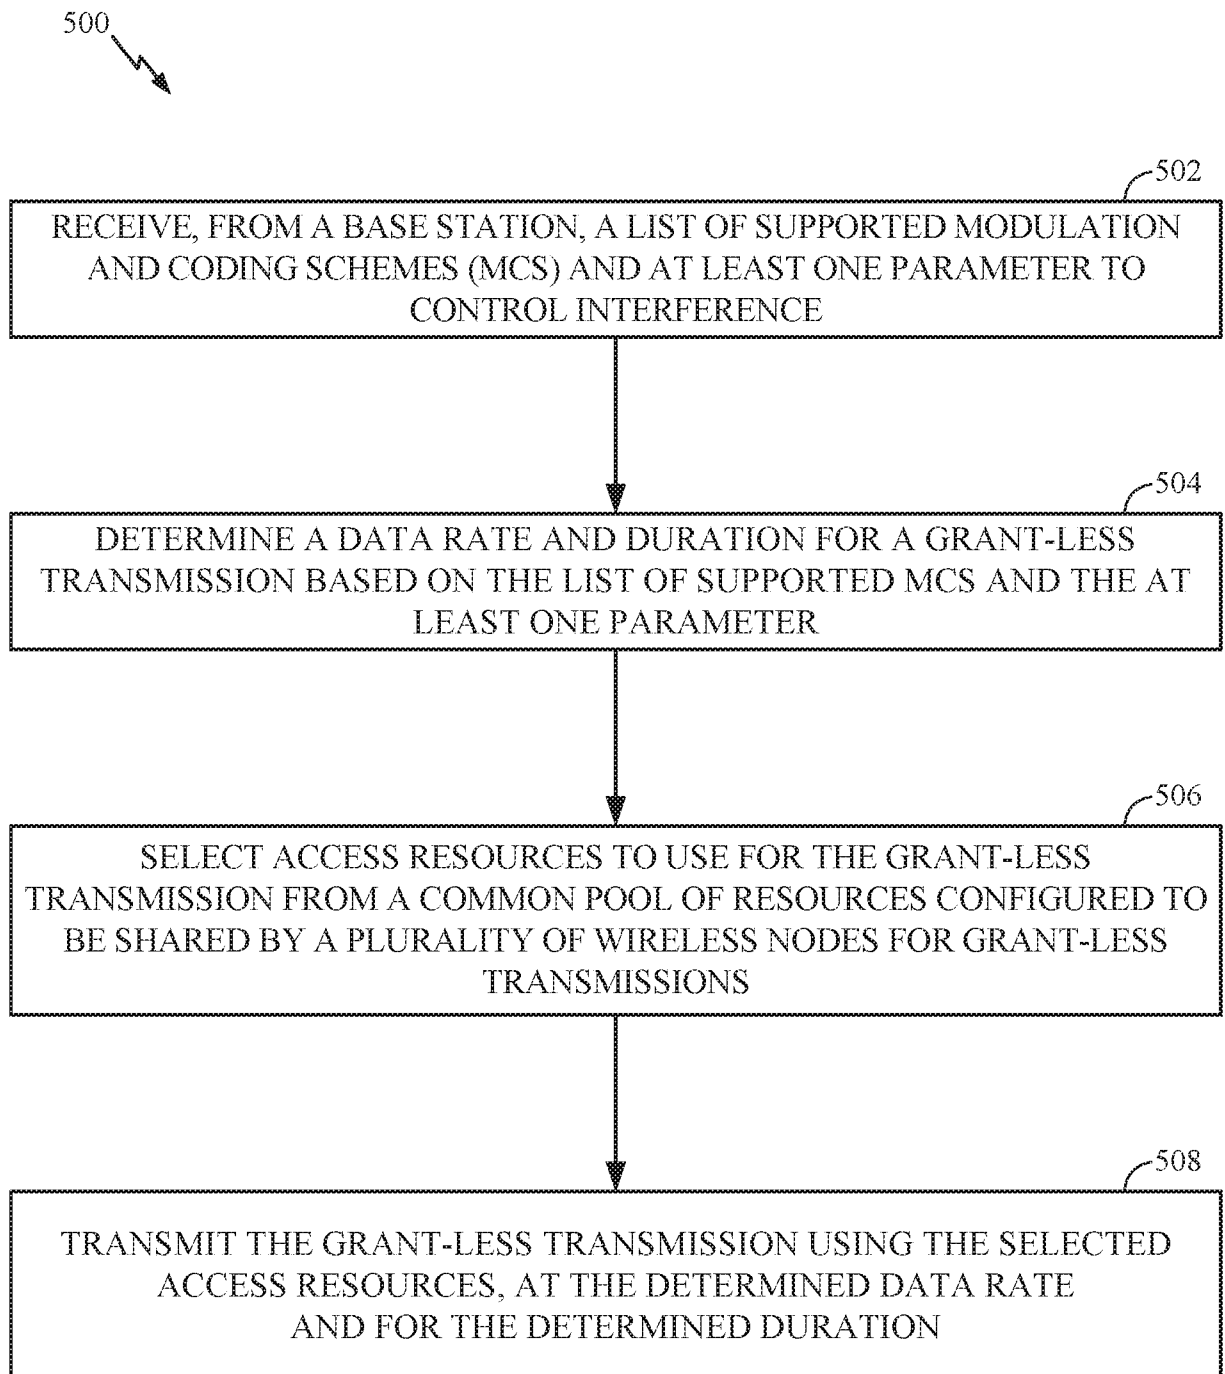 500
502
RECEIVE, FROM A BASE STATION, A LIST OF SUPPORTED MODULATION
AND CODING SCHEMES (MCS) AND AT LEAST ONE PARAMETER TO
CONTROL INTERFERENCE
504
DETERMINE A DATA RATE AND DURATION FOR A GRANT-LESS
TRANSMISSION BASED ON THE LIST OF SUPPORTED MCS AND THE AT
LEAST ONE PARAMETER
506
SELECT ACCESS RESOURCES TO USE FOR THE GRANT-LESS
TRANSMISSION FROM A COMMON POOL OF RESOURCES CONFIGURED TO
BE SHARED BY A PLURALITY OF WIRELESS NODES FOR GRANT-LESS
TRANSMISSIONS
508
TRANSMIT THE GRANT-LESS TRANSMISSION USING THE SELECTED
ACCESS RESOURCES, AT THE DETERMINED DATA RATE
AND FOR THE DETERMINED DURATION